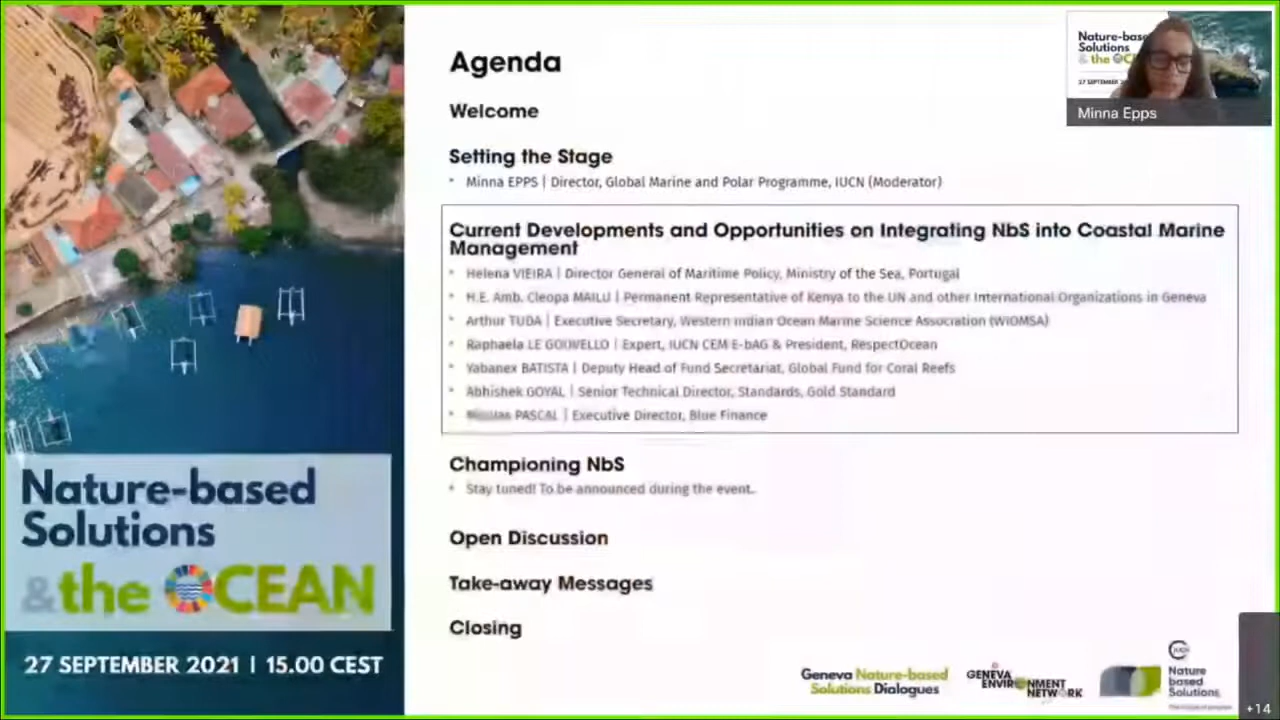 Agenda
Welcome
Setting the Stage
Minna EPPS | Director, Global Marine and Polar Programme, IUCN (Moderator)
Current Developments and Opportunities on Integrating NbS into Coastal Marine
Management
Helena VIEIRA | Director General of Maritime Policy, Ministry of the Sea, Portugal
H.E. Amb. Cleopa MAILU | Permanent Representative of Kenya to the UN and other International Organizations in Geneva
Arthur TUDA | Executive Secretary, Western Indian Ocean Marine Science Association (WIOMSA)
Raphaela LE GOUVELLO | Expert, IUCN CEM E-bAG & President, RespectOcean
Yabanex BATISTA | Deputy Head of Fund Secretariat, Global Fund for Coral Reefs
Abhishek GOYAL | Senior Technical Director, Standards, Gold Standard
PASCAL | Executive Director, Blue Finance
Championing NbS
Stay tuned! To be announced during the event.
Open Discussion
Take-away Messages
Closing
Nature-based
Solutions
& the OCEAN
27 SEPTEMBER 2021 | 15.00 CEST
Nature-based
Solutions
& the
27 SEPTEMBER
Minna Epps
Geneva Nature-based
Solutions Dialogues
GENEVA
ENVIRONMENT
NETWORK
IUCN
Nature
based
Solutions
+14